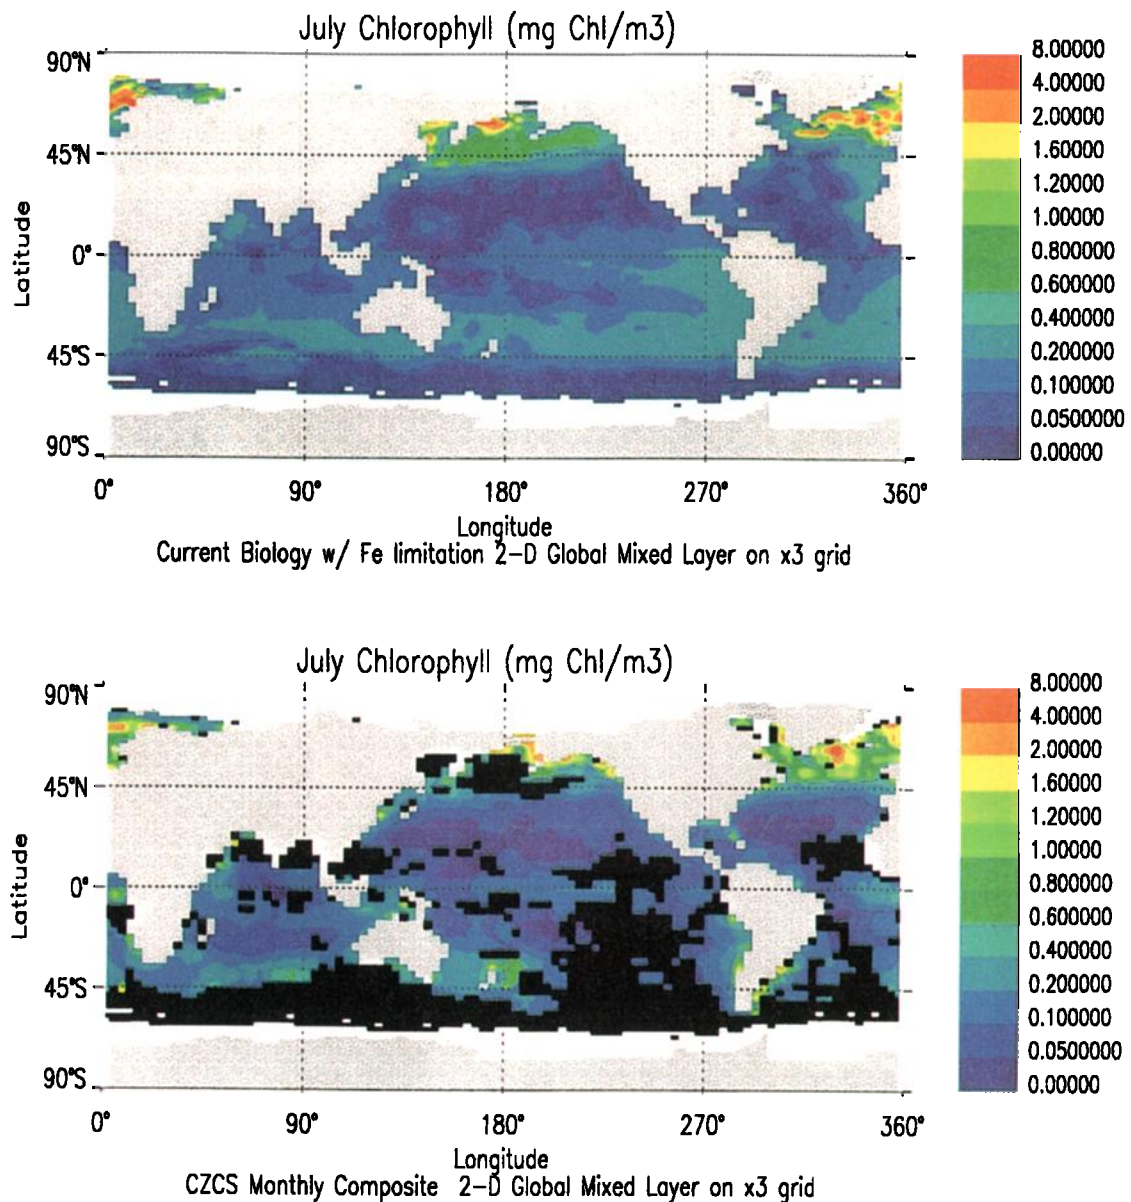 July Chlorophyll (mg Chl/m3)
90°N
45°N
0°
45°S
90°S
Latitude
0°
90°
180°
270°
360°
Longitude
8.00000
4.00000
2.00000
1.60000
1.20000
1.00000
0.800000
0.600000
0.400000
0.200000
0.100000
0.0500000
0.00000
Current Biology w/ Fe limitation 2-D Global Mixed Layer on x3 grid
July Chlorophyll (mg Chl/m3)
90°N
45°N
0°
45°S
90°S
Latitude
0°
90°
180°
270°
360°
Longitude
8.00000
4.00000
2.00000
1.60000
1.20000
1.00000
0.800000
0.600000
0.400000
0.200000
0.100000
0.0500000
0.00000
CZCS Monthly Composite 2-D Global Mixed Layer on x3 grid